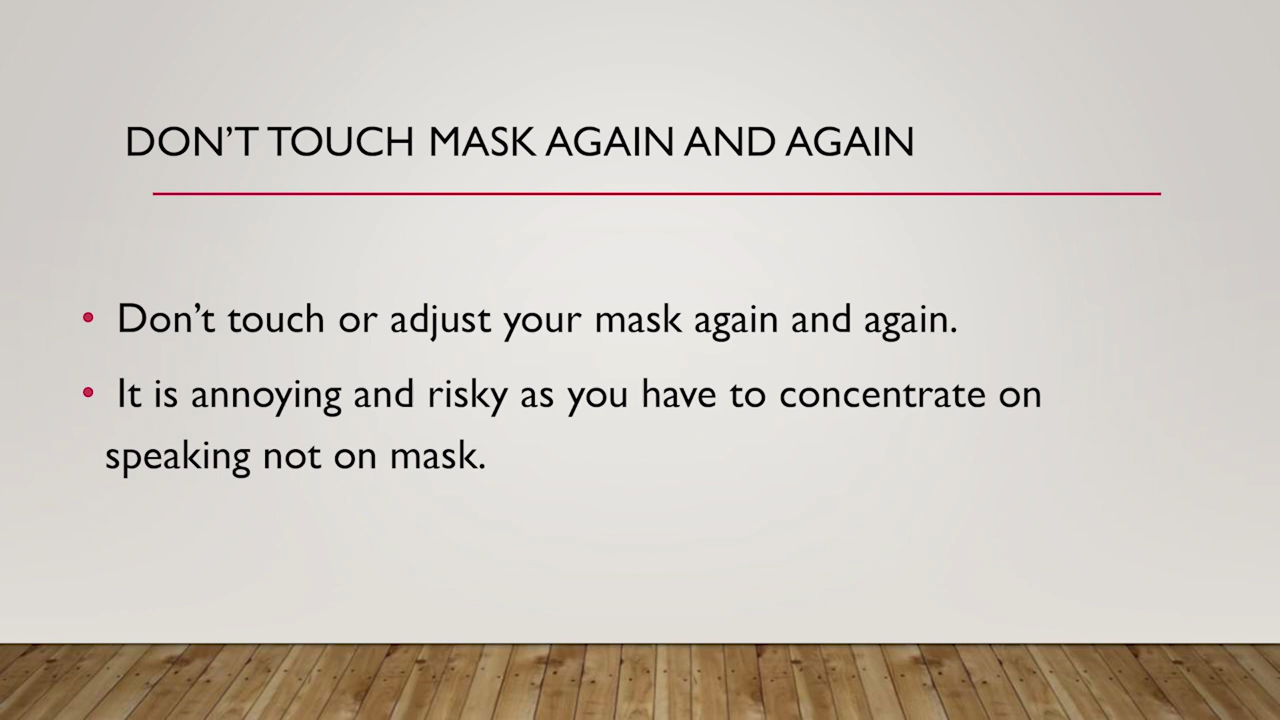 DON’T TOUCH MASK AGAIN AND AGAIN
• Don’t touch or adjust your mask again and again.
• It is annoying and risky as you have to concentrate on
speaking not on mask.